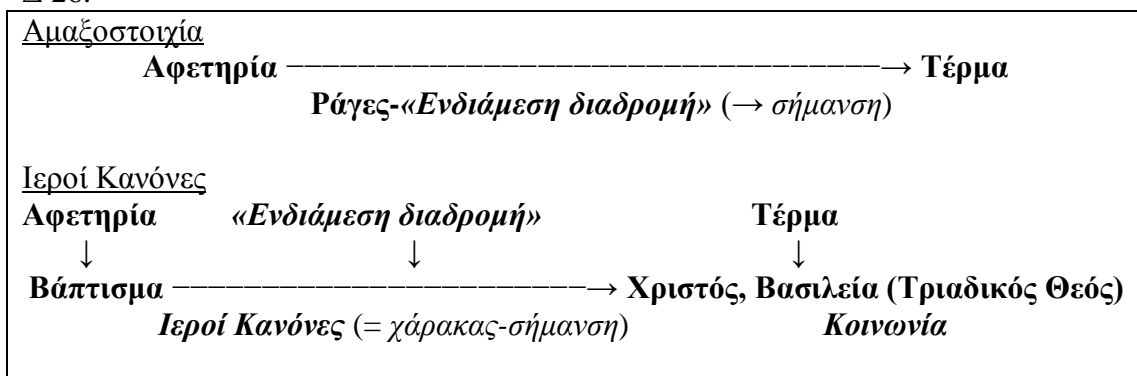 Αμαξοστοιχία
Αφετηρία –––––––––––––––––––––––––––––––––→ Τέρμα
Ράγες-«Ενδιάμεση διαδρομή» (→ σήμανση)
Ιεροί Κανόνες
Αφετηρία «Ενδιάμεση διαδρομή» Τέρμα
↓ ↓ ↓
Βάπτισμα –––––––––––––––––––––––→ Χριστός, Βασιλεία (Τριαδικός Θεός)
Ιεροί Κανόνες (= χάρακας-σήμανση) Κοινωνία